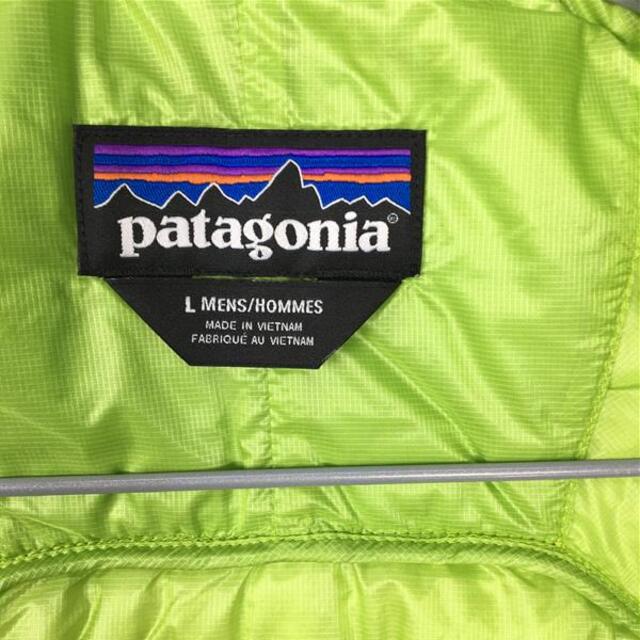 patagonia®
L MENS/HOMMES
MADE IN VIETNAM
FABRIQUÉ AU VIETNAM